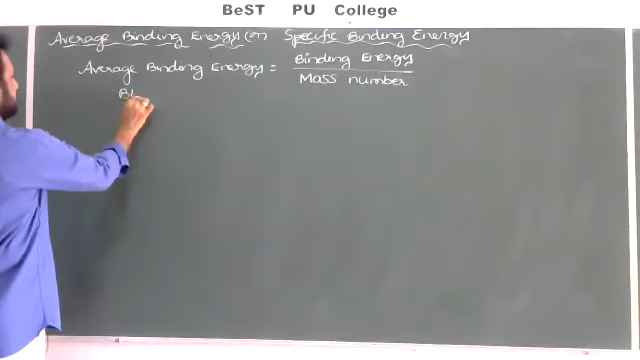 BeST PU College
Average Binding Energy (or) Specific Binding Energy
Average Binding Energy = Binding Energy
Mass number